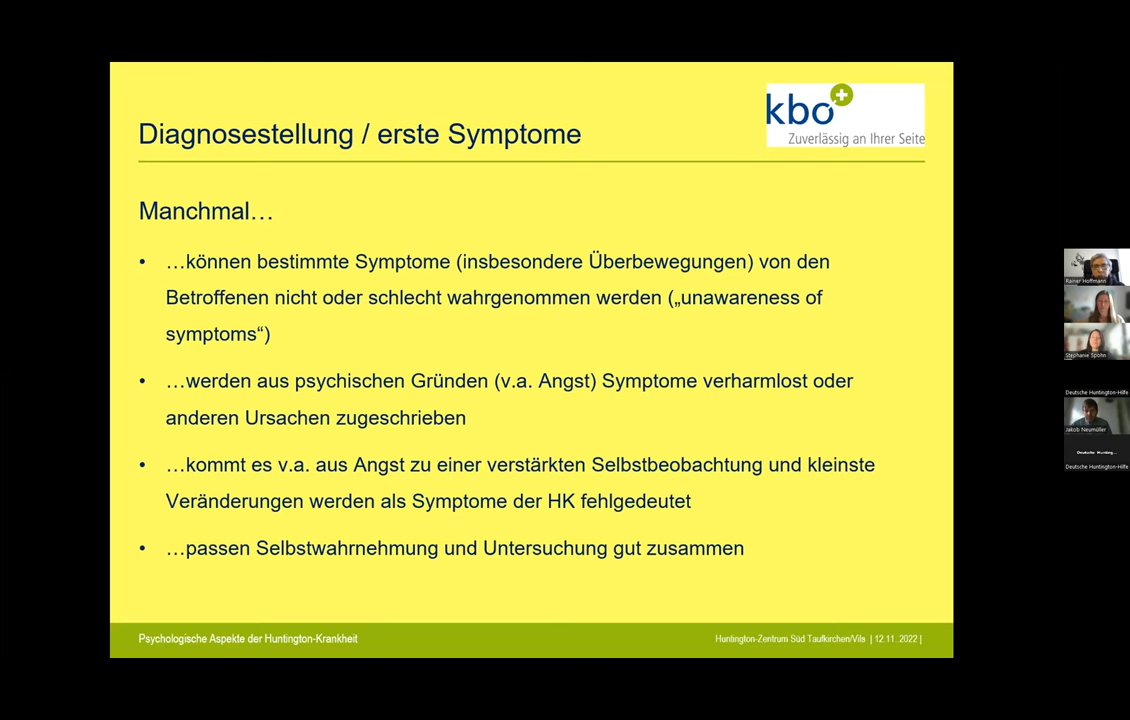 kbo
Zuverlässig an Ihrer Seite
Diagnosestellung / erste Symptome
Manchmal…
• …können bestimmte Symptome (insbesondere Überbewegungen) von den
Betroffenen nicht oder schlecht wahrgenommen werden („unawareness of
symptoms“)
• …werden aus psychischen Gründen (v.a. Angst) Symptome verharmlost oder
anderen Ursachen zugeschrieben
• …kommt es v.a. aus Angst zu einer verstärkten Selbstbeobachtung und kleinste
Veränderungen werden als Symptome der HK fehlgedeutet
• …passen Selbstwahrnehmung und Untersuchung gut zusammen
Psychologische Aspekte der Huntington-Krankheit
Huntington-Zentrum Süd Taufkirchen/Vils | 12.11.2022 |
Rainer Hoffmann
Stephanie Spohn
Deutsche Huntington-Hilfe
Jakob Neumüller
Deutsche Hunting...
Deutsche Huntington-Hilfe